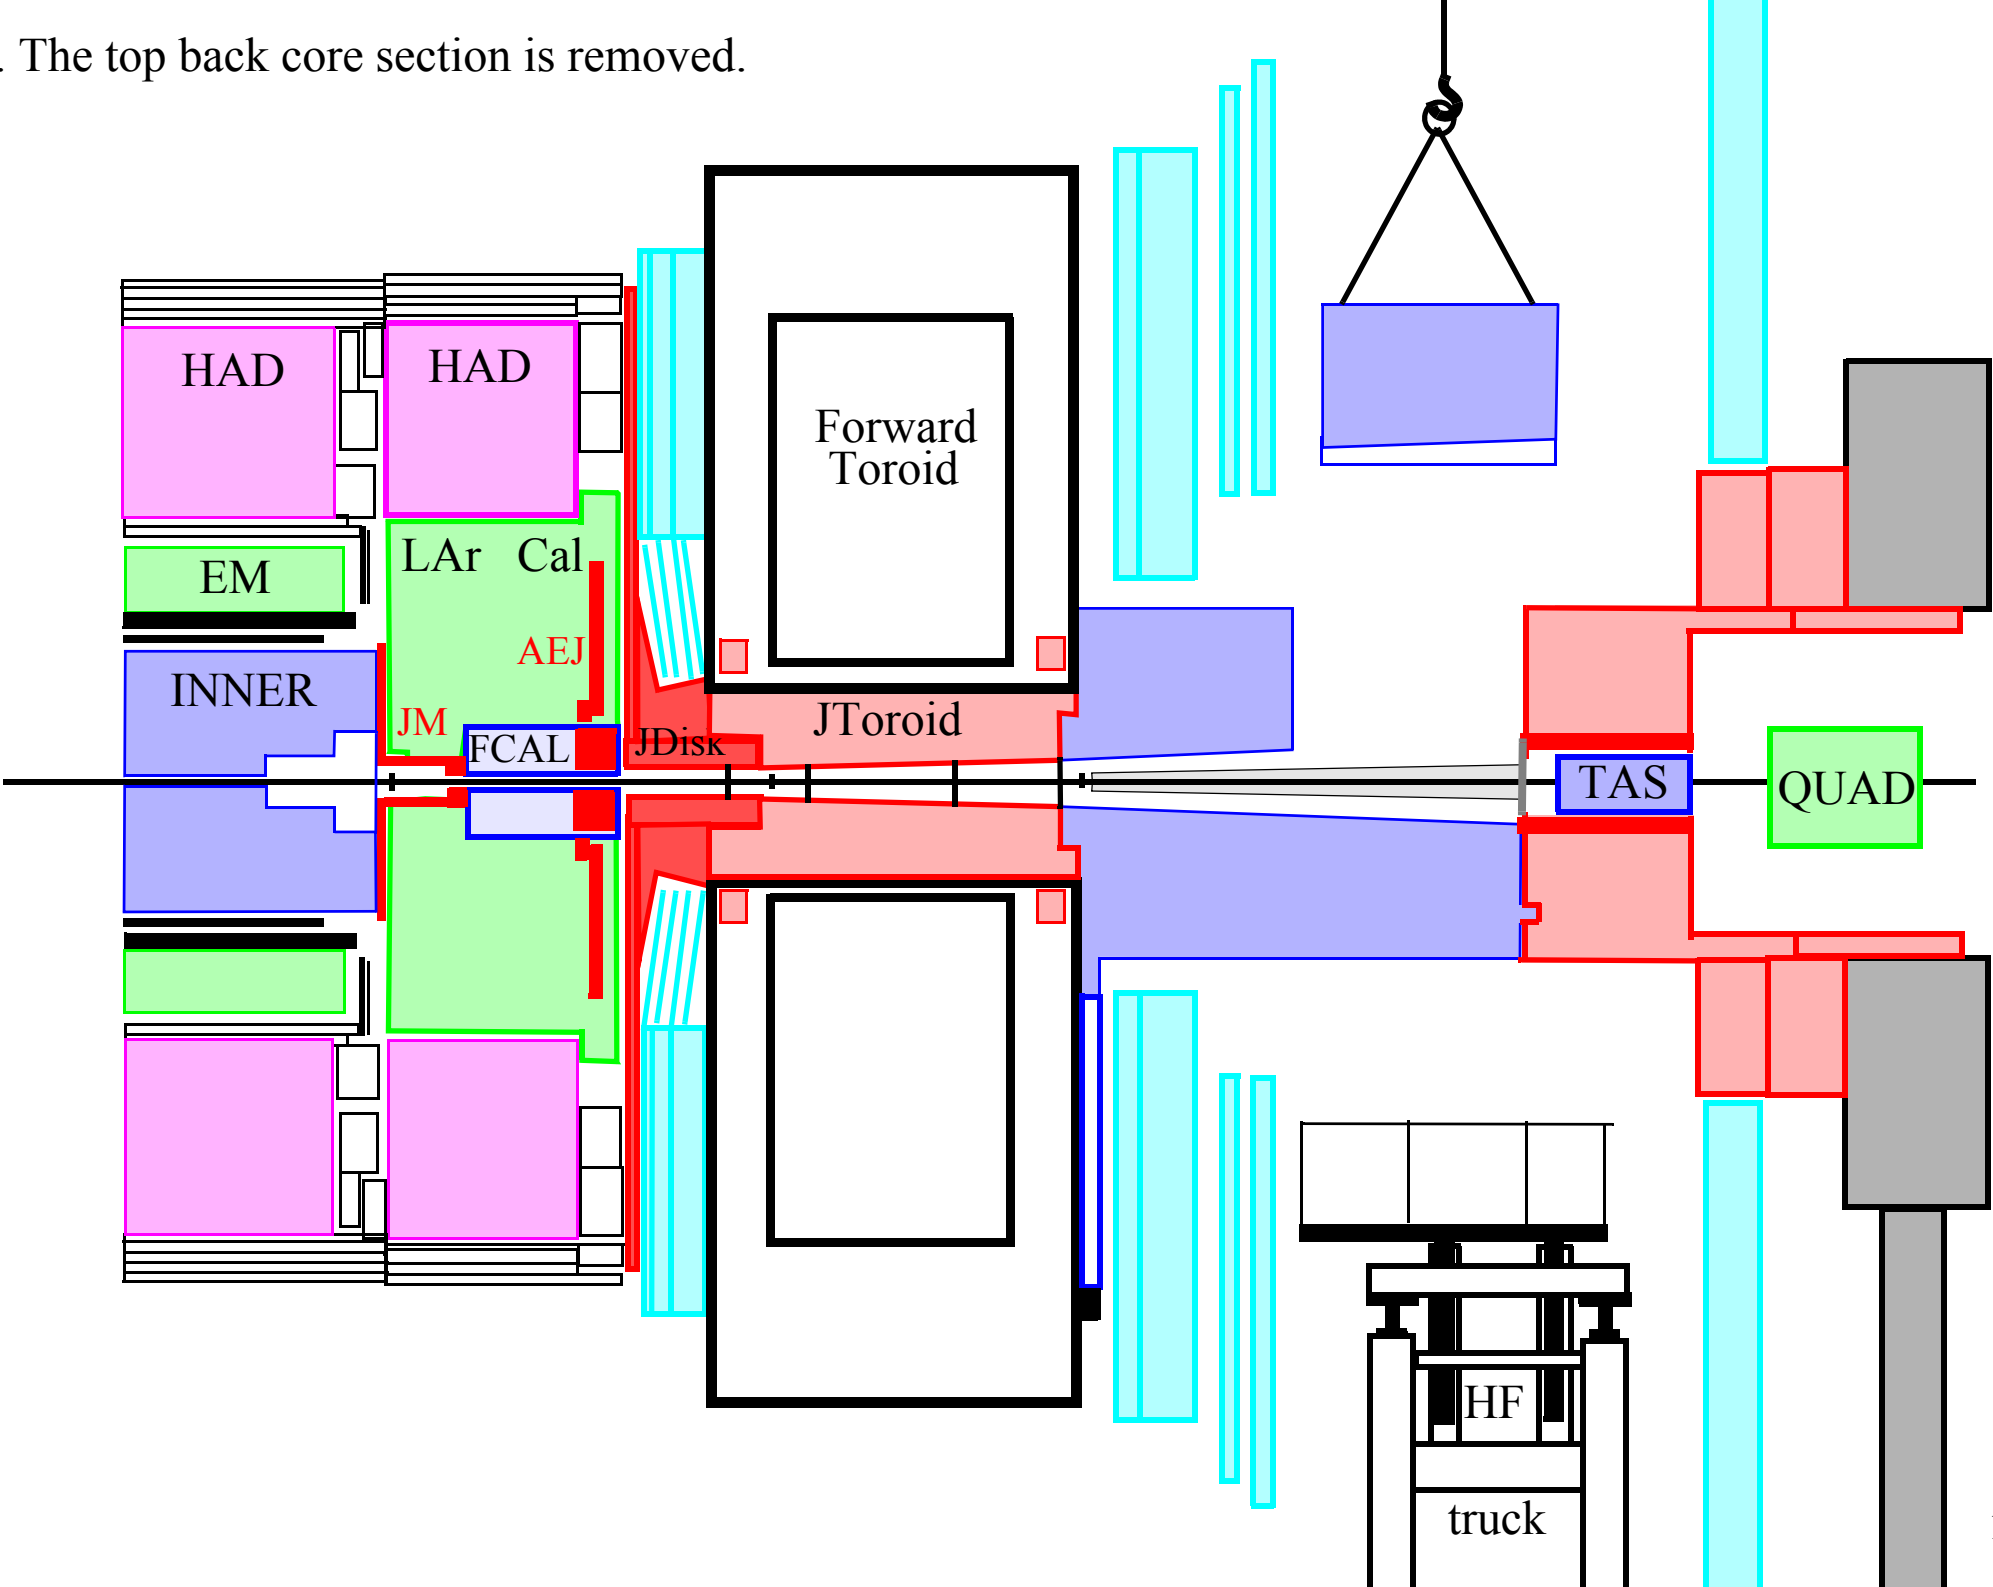 . The top back core section is removed.
HAD
HAD
Forward
Toroid
LAr Cal
EM
AEJ
INNER
JM
JToroid
FCAL
JDisk
TAS
QUAD
HF
truck